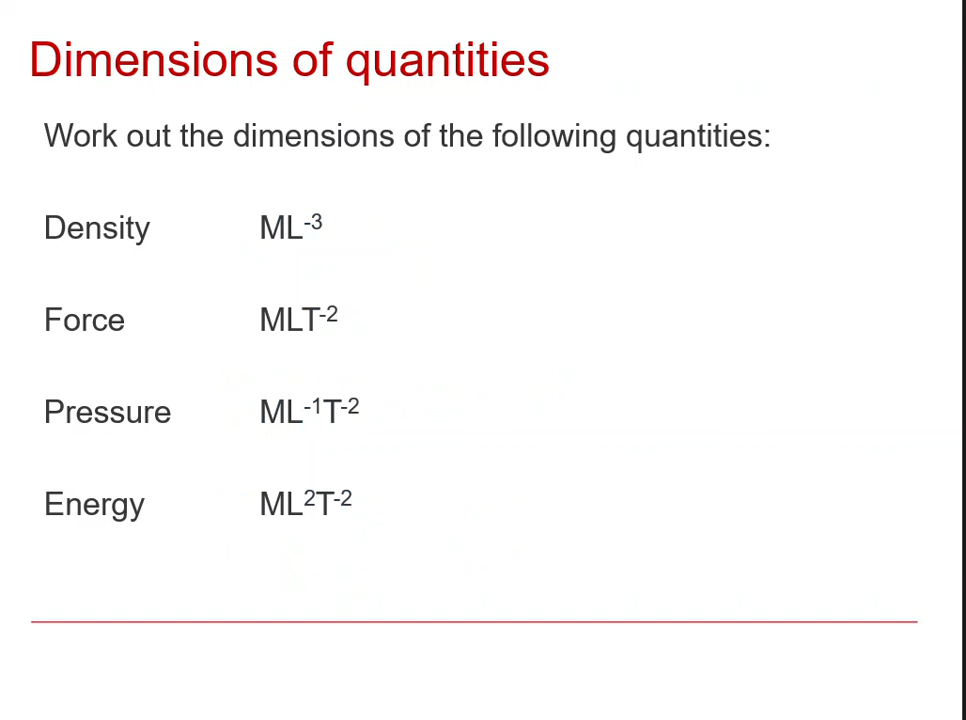 Dimensions of quantities
Work out the dimensions of the following quantities:
Density ML⁻³
Force MLT⁻²
Pressure ML⁻¹T⁻²
Energy ML²T⁻²